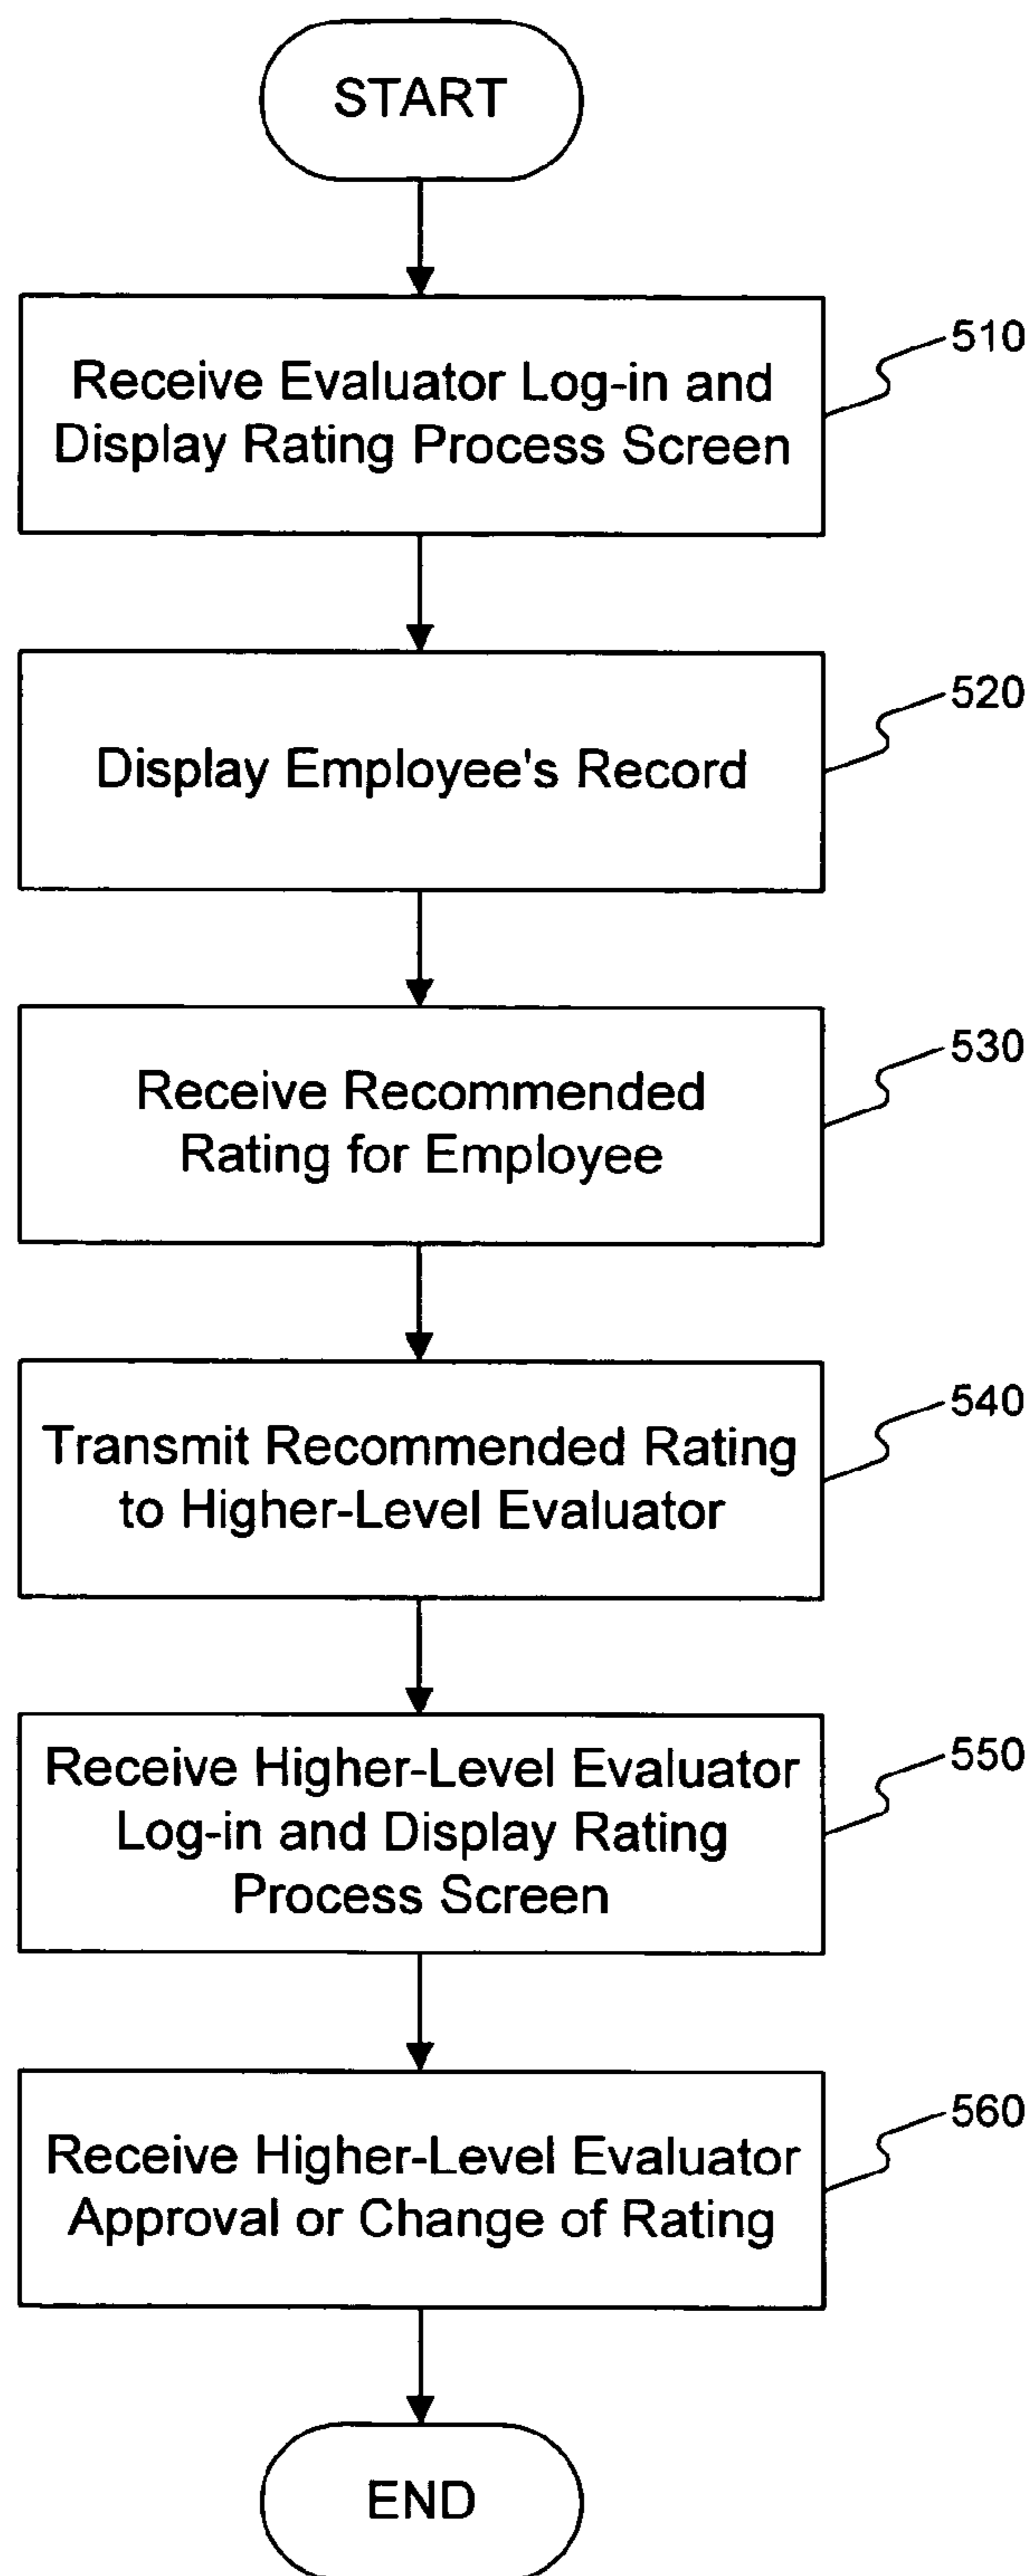 START
Receive Evaluator Log-in and
Display Rating Process Screen
510
Display Employee's Record
520
Receive Recommended
Rating for Employee
530
Transmit Recommended Rating
to Higher-Level Evaluator
540
Receive Higher-Level Evaluator
Log-in and Display Rating
Process Screen
550
Receive Higher-Level Evaluator
Approval or Change of Rating
560
END